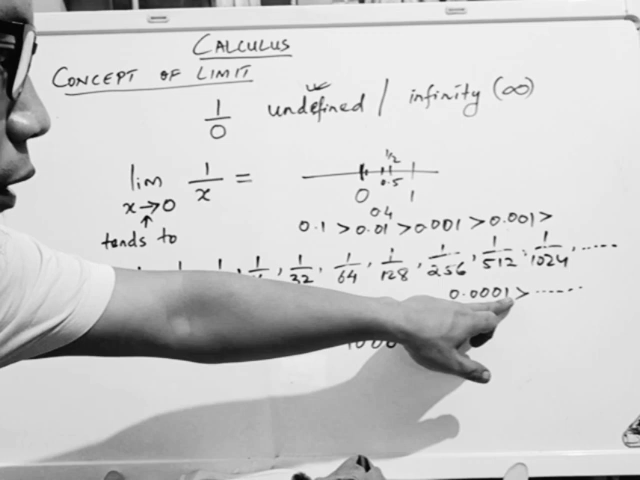 CALCULUS
CONCEPT OF LIMIT
1/0 undefined / infinity (∞)
lim x→0 1/x =
1/2
0.5
0 1
0.4
tends to
0.1 > 0.01 > 0.001 > 0.001 >
1/32, 1/64, 1/128, 1/256, 1/512, 1/1024, .....
0.0001 > ......